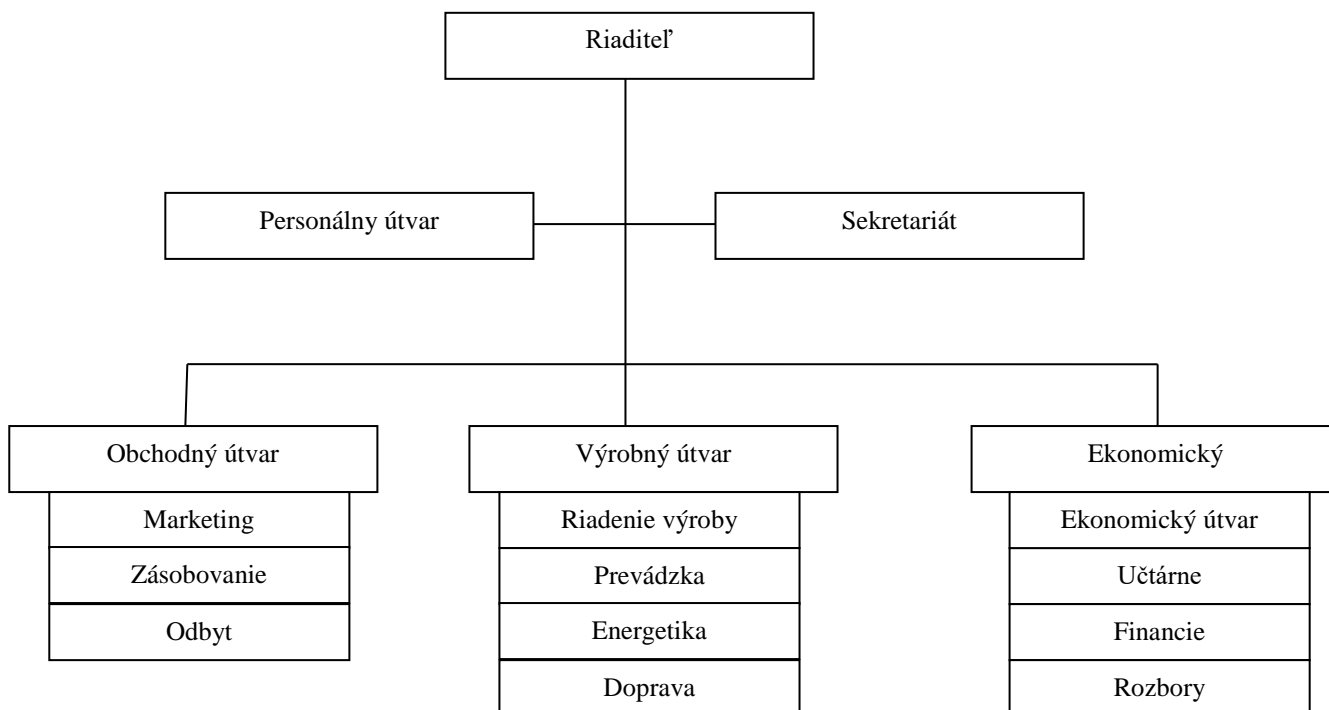 Riaditeľ
Personálny útvar
Sekretariát
Obchodný útvar
Marketing
Zásobovanie
Odbyt
Výrobný útvar
Riadenie výroby
Prevádzka
Energetika
Doprava
Ekonomický
Ekonomický útvar
Učtárne
Financie
Rozbory